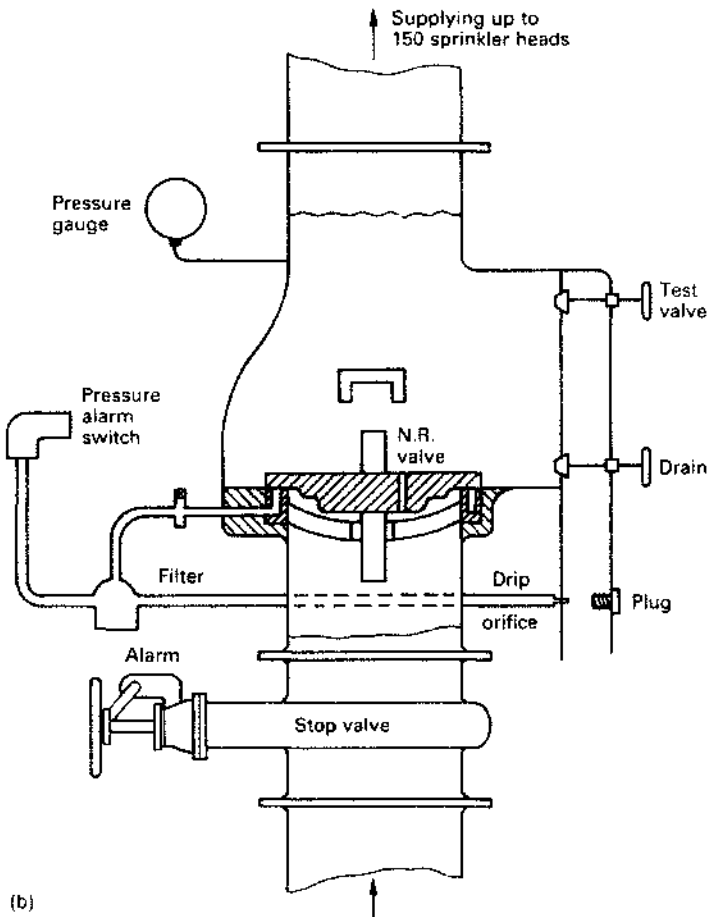 Supplying up to
150 sprinkler heads
Pressure
gauge
Test
valve
Pressure
alarm
switch
N.R.
valve
Drain
Filter
Drip
orifice
Plug
Alarm
Stop valve
(b)